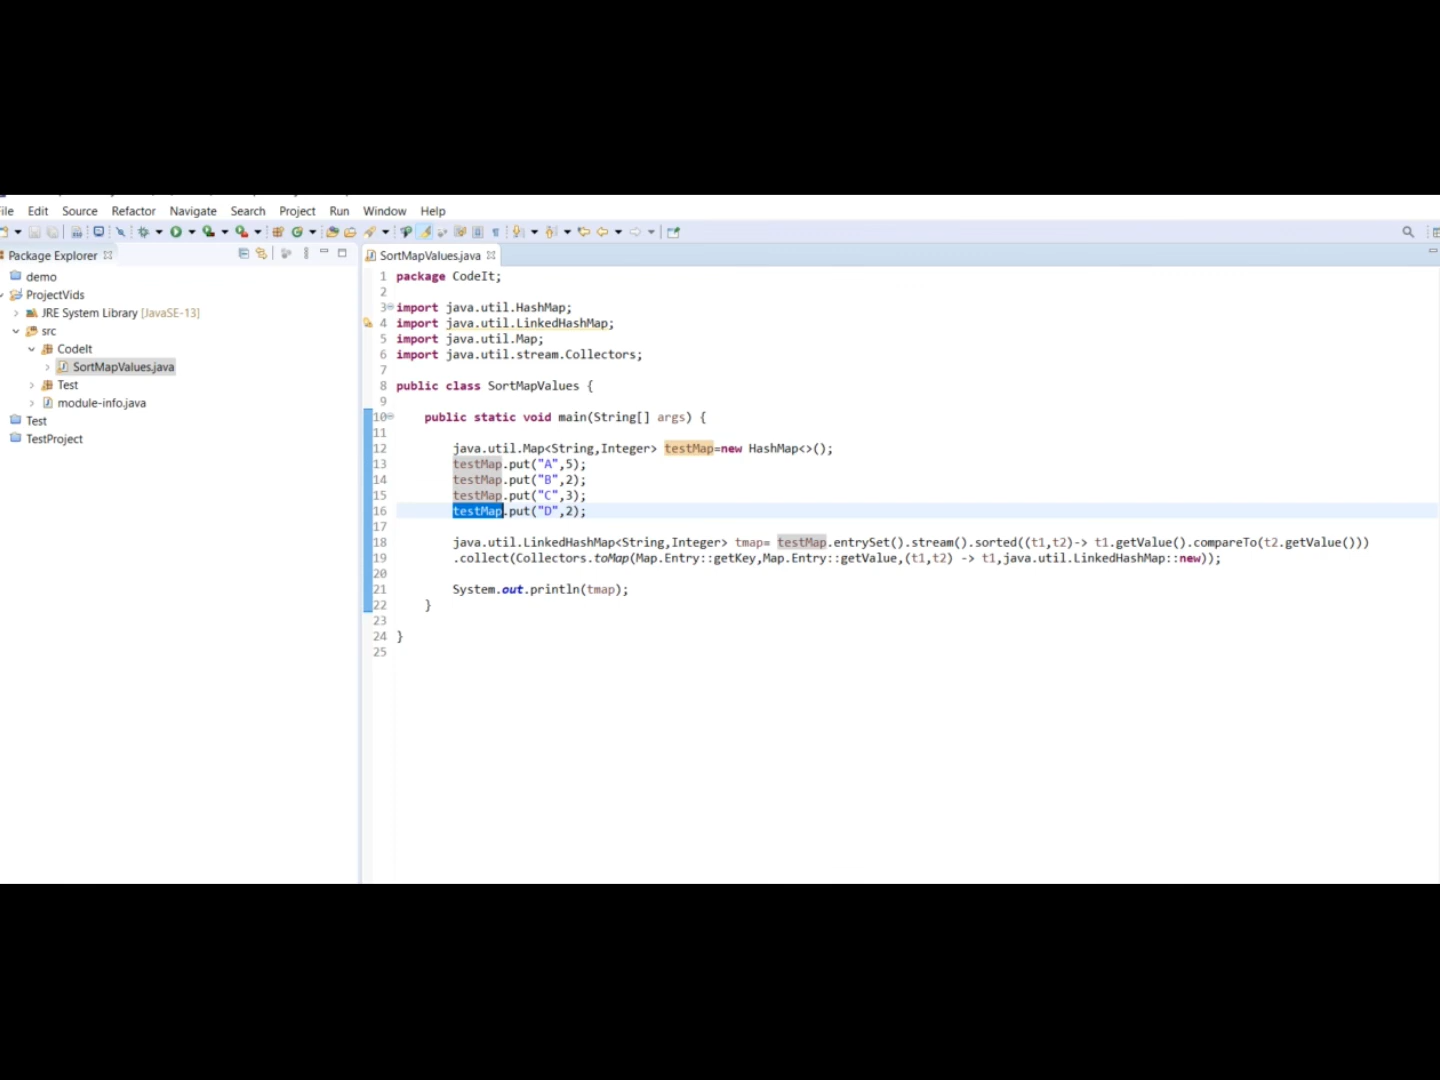 ile Edit Source Refactor Navigate Search Project Run Window Help
Package Explorer
demo
ProjectVids
JRE System Library [JavaSE-13]
src
CodeIt
SortMapValues.java
Test
module-info.java
Test
TestProject
SortMapValues.java
1 package CodeIt;
2
3 import java.util.HashMap;
4 import java.util.LinkedHashMap;
5 import java.util.Map;
6 import java.util.stream.Collectors;
7
8 public class SortMapValues {
9
10 public static void main(String[] args) {
11
12 java.util.Map<String,Integer> testMap=new HashMap<>();
13 testMap.put("A",5);
14 testMap.put("B",2);
15 testMap.put("C",3);
16 testMap.put("D",2);
17
18 java.util.LinkedHashMap<String,Integer> tmap= testMap.entrySet().stream().sorted((t1,t2)-> t1.getValue().compareTo(t2.getValue()))
19 .collect(Collectors.toMap(Map.Entry::getKey,Map.Entry::getValue,(t1,t2) -> t1,java.util.LinkedHashMap::new));
20
21 System.out.println(tmap);
22 }
23
24 }
25